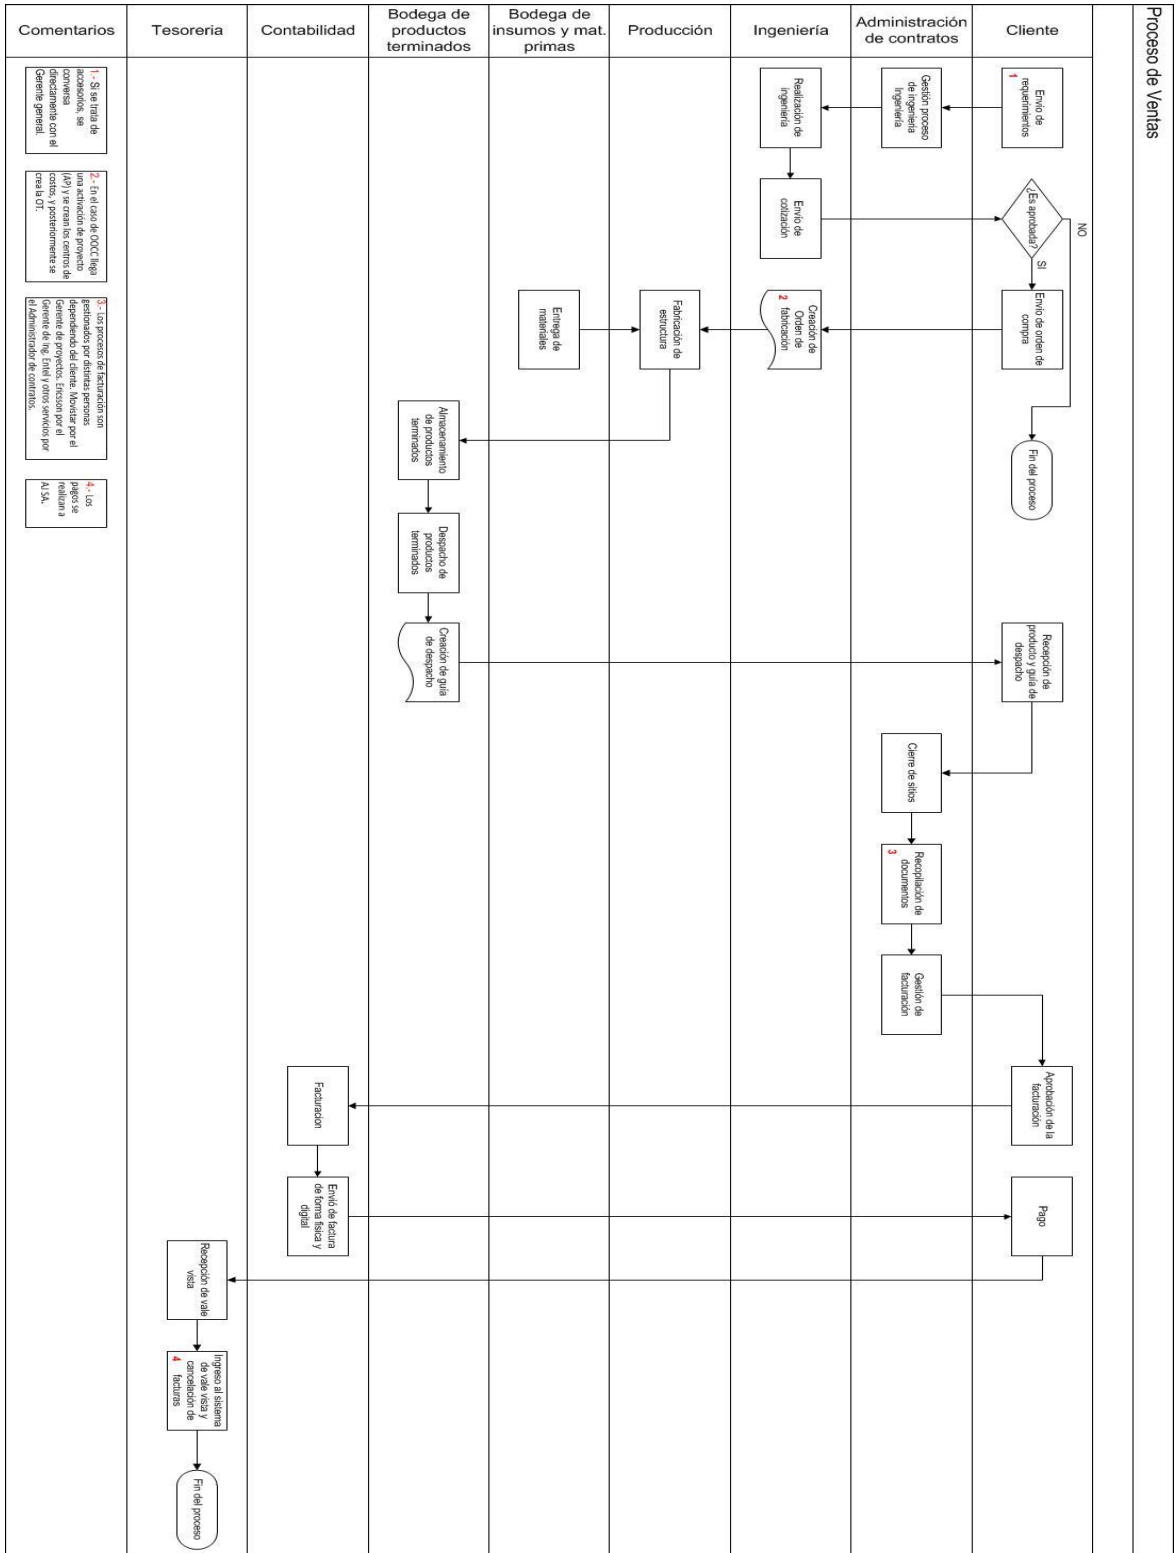 Proceso de Ventas
Comentarios
Tesoreria
Contabilidad
Bodega de
productos
terminados
Bodega de
insumos y mat.
primas
Producción
Ingeniería
Administración
de contratos
Cliente
1
Envío de
requerimientos
Gestión proceso
de ingeniería
Ingeniería
Realización de
ingeniería
Envío de
cotización
¿Es aprobada?
NO
SI
Envío de orden de
compra
Fin del proceso
2
Creación de
Orden de
fabricación
Fabricación de
estructura
Entrega de
materiales
Almacenamiento
de productos
terminados
Despacho de
productos
terminados
Creación de guía
de despacho
Recepción de
producto y guía de
despacho
Cierre de sitios
3
Recopilación de
documentos
Gestión de
facturación
Aprobación de la
facturación
Facturacion
Envió de factura
de forma física y
digital
Pago
Recepción de vale
vista
4
Ingreso al sistema
de vale vista y
cancelación de
facturas
Fin del proceso
1.- Si se trata de
accesorios, se
conversa
directamente con el
Gerente general.
2.- En el caso de OOCC llega
una activación de proyecto
(AP) y se crean los centros de
costos, y posteriormente se
crea la OT.
3.- Los procesos de facturación son
gestionados por distintas personas
dependiendo del cliente. Movistar por el
Gerente de proyectos. Ericsson por el
Gerente de Ing. Entel y otros servicios por
el Administrador de contratos.
4.- Los
pagos se
realizan a
AJ SA.